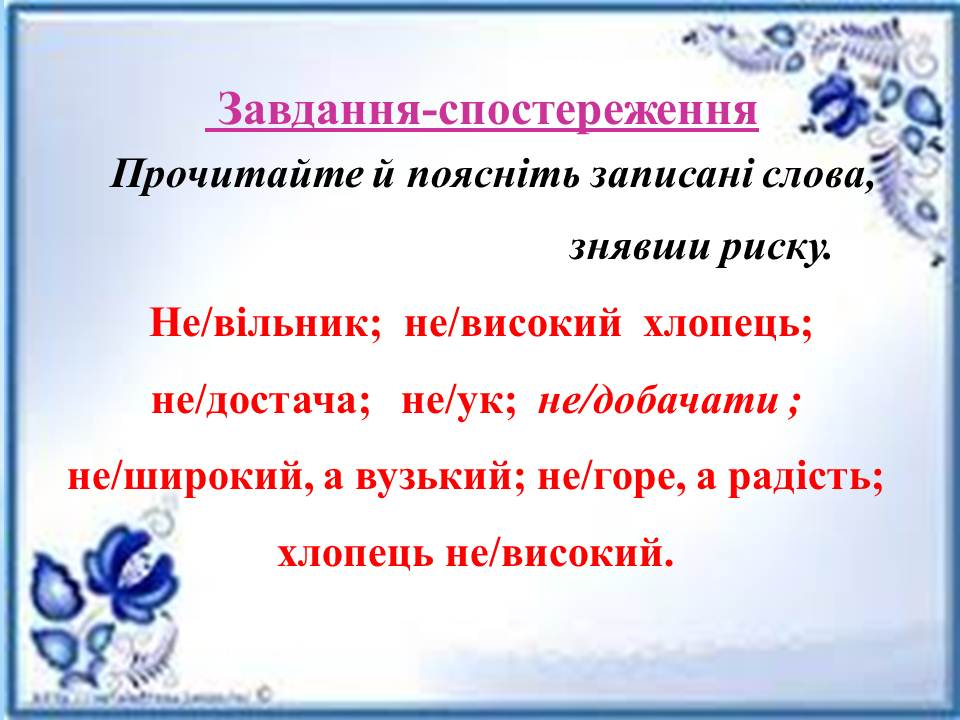 Завдання-спостереження
Прочитайте й поясніть записані слова,
знявши риску.
Не/вільник; не/високий хлопець;
не/достача; не/ук; не/добачати ;
не/широкий, а вузький; не/горе, а радість;
хлопець не/високий.